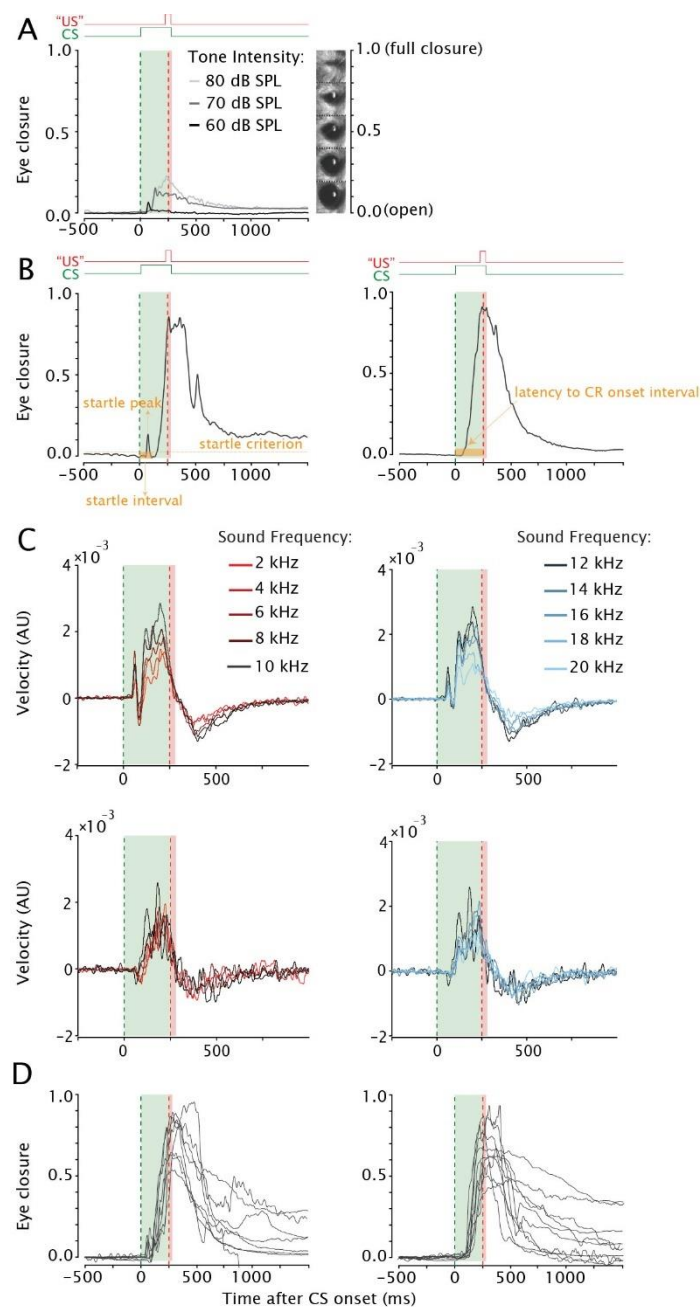 A
"US"
CS
Eye closure
1.0
0.5
0.0
Tone Intensity:
80 dB SPL
70 dB SPL
60 dB SPL
1.0 (full closure)
0.5
0.0 (open)
-500 0 500 1000
B
"US"
CS
Eye closure
1.0
0.5
0.0
startle peak
startle criterion
startle interval
-500 0 500 1000
"US"
CS
1.0
0.5
0.0
latency to CR onset interval
-500 0 500 1000
C
×10⁻³
Sound Frequency:
4
2
0
−2
Velocity (AU)
2 kHz
4 kHz
6 kHz
8 kHz
10 kHz
0 500
×10⁻³
Sound Frequency:
4
2
0
−2
12 kHz
14 kHz
16 kHz
18 kHz
20 kHz
0 500
×10⁻³
4
2
0
−2
Velocity (AU)
0 500
×10⁻³
4
2
0
−2
0 500
D
Eye closure
1.0
0.5
0.0
-500 0 500 1000
1.0
0.5
0.0
-500 0 500 1000
Time after CS onset (ms)